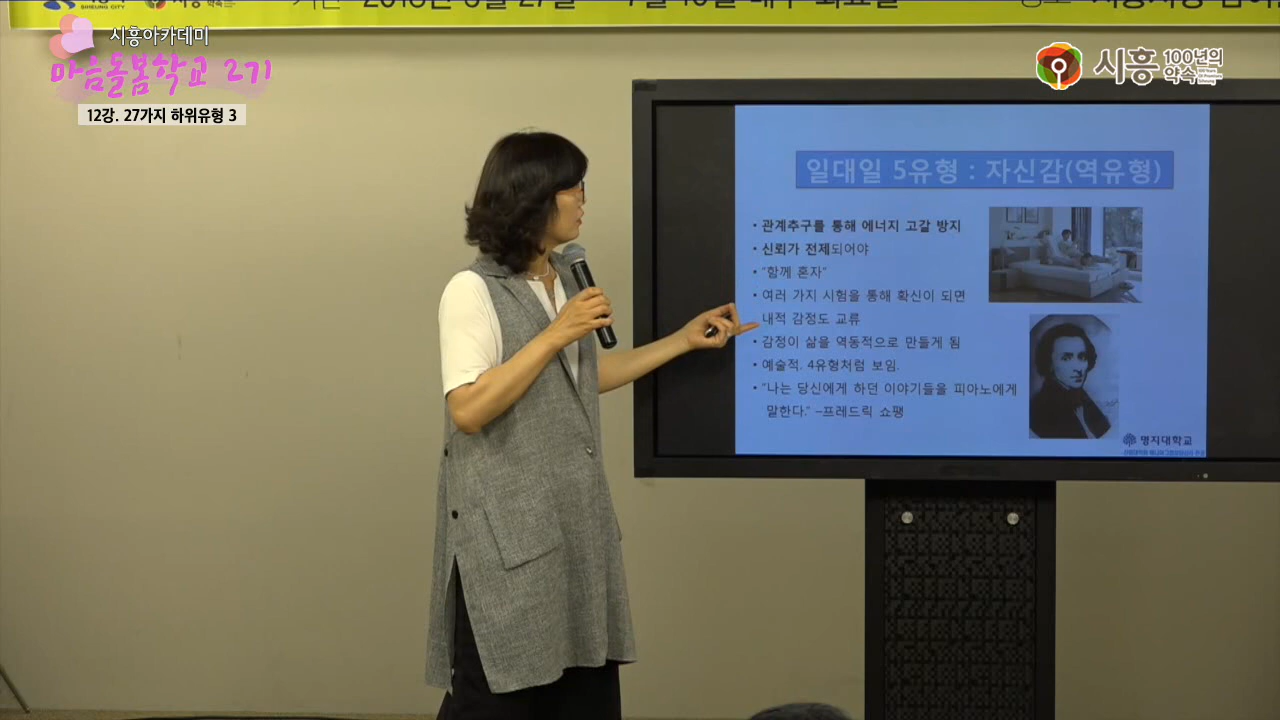 SIHEUNG CITY
시흥아카데미
마음돌봄학교 2기
12강. 27가지 하위유형 3
시흥 100년의 약속
일대일 5유형 : 자신감(역유형)
• 관계추구를 통해 에너지 고갈 방지
• 신뢰가 전제되어야
• “함께 혼자”
• 여러 가지 시험을 통해 확신이 되면
내적 감정도 교류
• 감정이 삶을 역동적으로 만들게 됨
• 예술적. 4유형처럼 보임.
• “나는 당신에게 하던 이야기들을 피아노에게
말한다.” –프레드릭 쇼팽
명지대학교